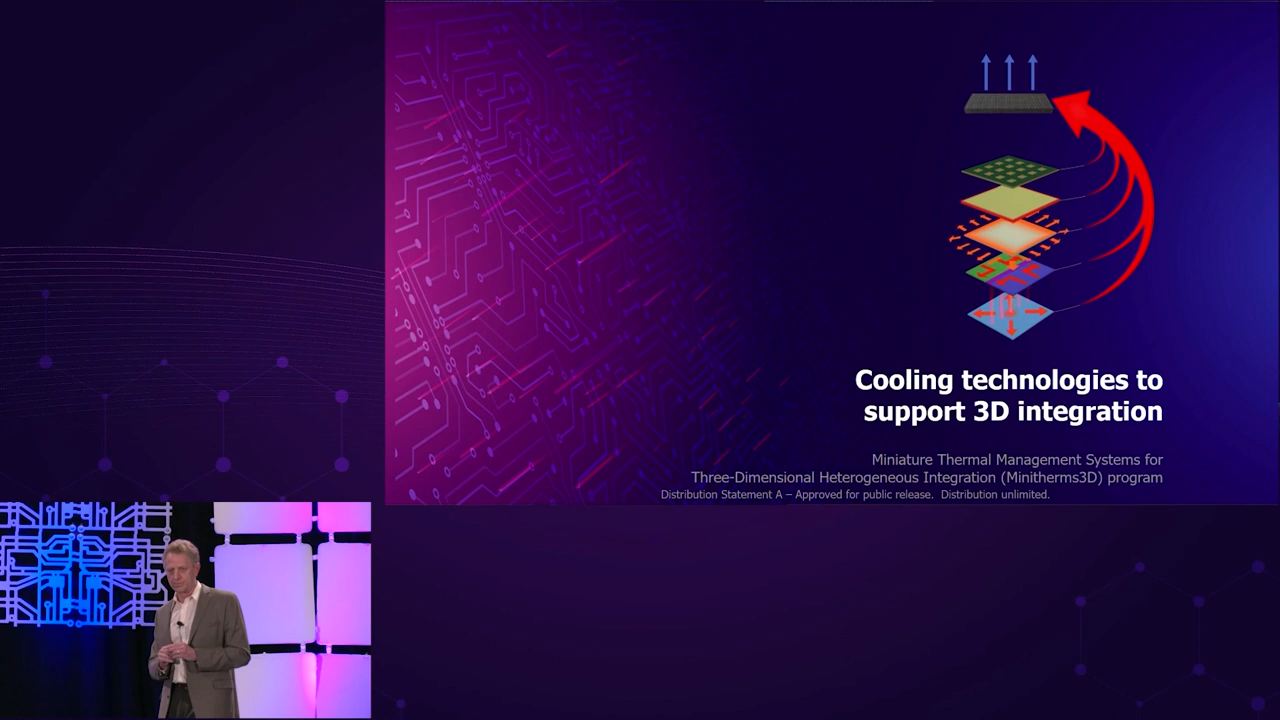 Cooling technologies to
support 3D integration
Miniature Thermal Management Systems for
Three-Dimensional Heterogeneous Integration (Minitherms3D) program
Distribution Statement A – Approved for public release. Distribution unlimited.